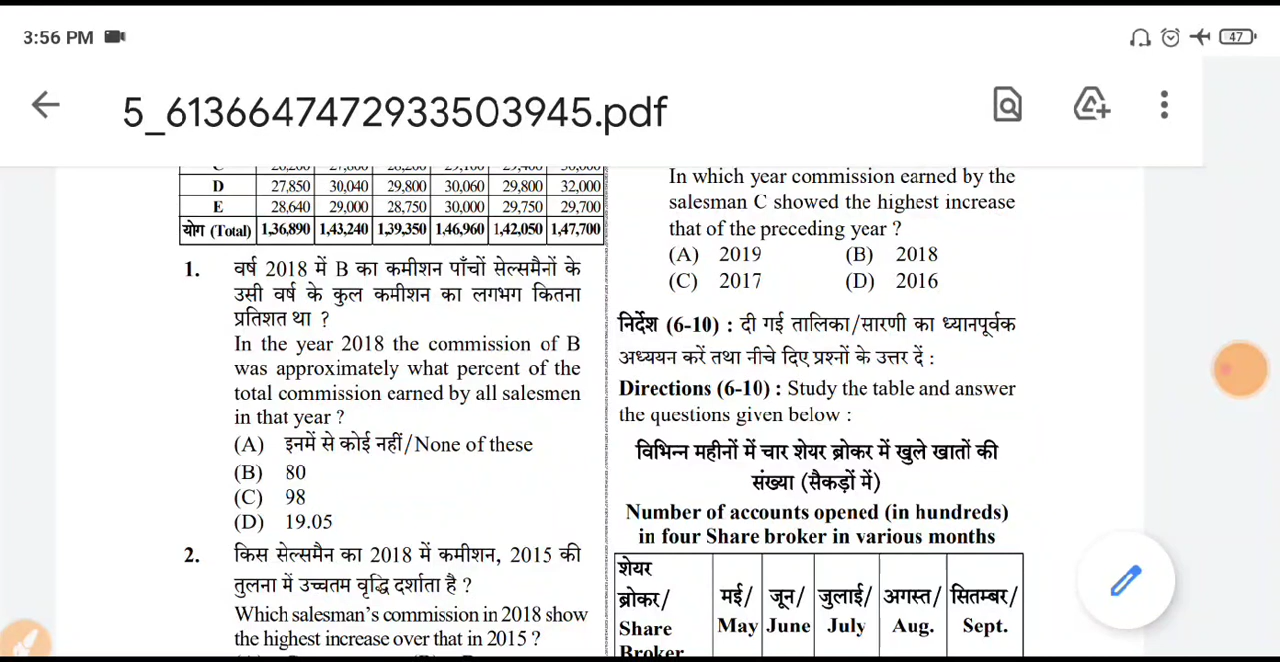 3:56 PM
47
5_6136647472933503945.pdf
D 27,850 30,040 29,800 30,060 29,800 32,000
E 28,640 29,000 28,750 30,000 29,750 29,700
योग (Total) 1,36,890 1,43,240 1,39,350 1,46,960 1,42,050 1,47,700
1. वर्ष 2018 में B का कमीशन पाँचों सेल्समैनों के
उसी वर्ष के कुल कमीशन का लगभग कितना
प्रतिशत था ?
In the year 2018 the commission of B
was approximately what percent of the
total commission earned by all salesmen
in that year ?
(A) इनमें से कोई नहीं/None of these
(B) 80
(C) 98
(D) 19.05
2. किस सेल्समैन का 2018 में कमीशन, 2015 की
तुलना में उच्चतम वृद्धि दर्शाता है ?
Which salesman's commission in 2018 show
the highest increase over that in 2015 ?
In which year commission earned by the
salesman C showed the highest increase
that of the preceding year ?
(A) 2019 (B) 2018
(C) 2017 (D) 2016
निर्देश (6-10) : दी गई तालिका/सारणी का ध्यानपूर्वक
अध्ययन करें तथा नीचे दिए प्रश्नों के उत्तर दें :
Directions (6-10) : Study the table and answer
the questions given below :
विभिन्न महीनों में चार शेयर ब्रोकर में खुले खातों की
संख्या (सैकड़ों में)
Number of accounts opened (in hundreds)
in four Share broker in various months
शेयर
ब्रोकर/ मई/ जून/ जुलाई/ अगस्त/ सितम्बर/
Share May June July Aug. Sept.
Broker